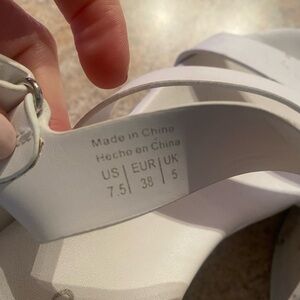 Made in China
Hecho en China
US | EUR | UK
7.5 | 38 | 5